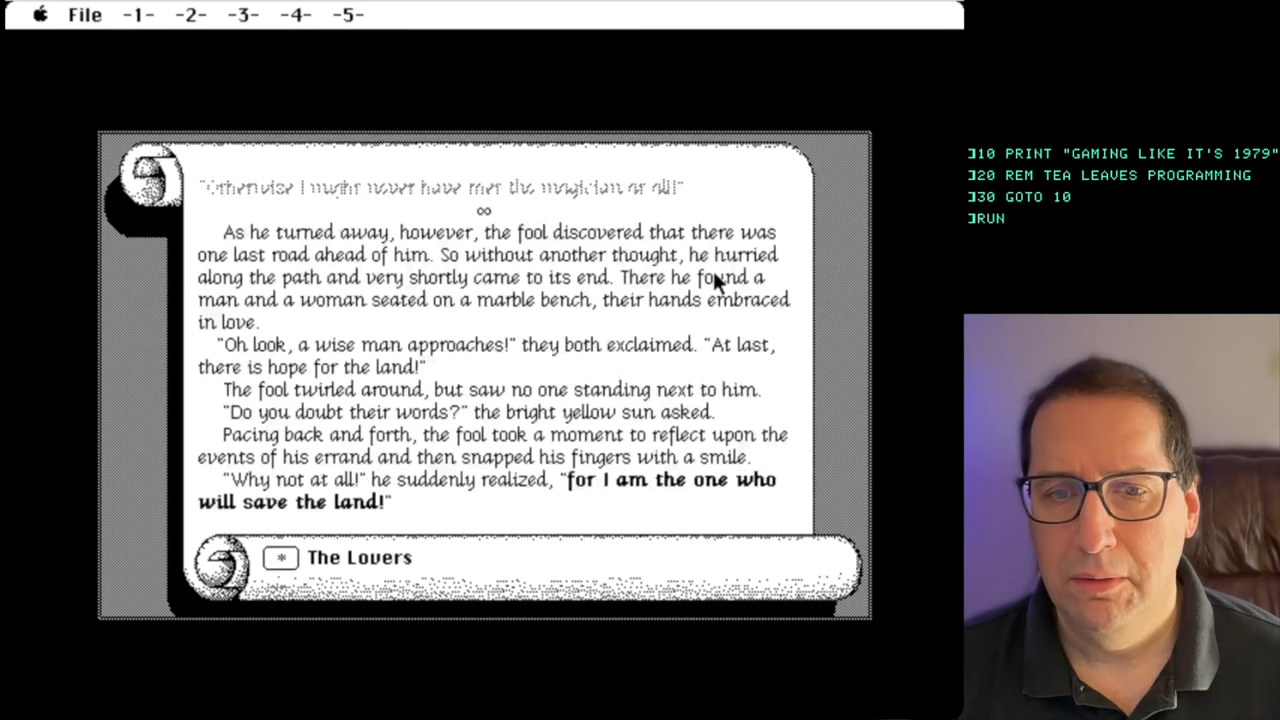 File -1- -2- -3- -4- -5-
"Otherwise I might never have met the magician at all!"
∞
As he turned away, however, the fool discovered that there was
one last road ahead of him. So without another thought, he hurried
along the path and very shortly came to its end. There he found a
man and a woman seated on a marble bench, their hands embraced
in love.
"Oh look, a wise man approaches!" they both exclaimed. "At last,
there is hope for the land!"
The fool twirled around, but saw no one standing next to him.
"Do you doubt their words?" the bright yellow sun asked.
Pacing back and forth, the fool took a moment to reflect upon the
events of his errand and then snapped his fingers with a smile.
"Why not at all!" he suddenly realized, "for I am the one who
will save the land!"
* The Lovers
]10 PRINT "GAMING LIKE IT'S 1979"
]20 REM TEA LEAVES PROGRAMMING
]30 GOTO 10
]RUN